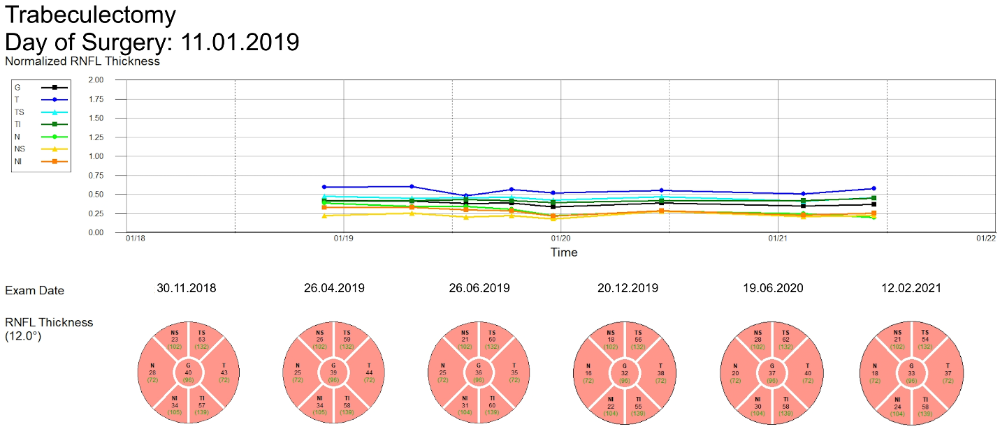 Trabeculectomy
Day of Surgery: 11.01.2019
Normalized RNFL Thickness
G
T
TS
TI
N
NS
NI
2.00
1.75
1.50
1.25
1.00
0.75
0.50
0.25
0.00
01/18 01/19 01/20 01/21 01/22
Time
Exam Date 30.11.2018 26.04.2019 26.06.2019 20.12.2019 19.06.2020 12.02.2021
RNFL Thickness
(12.0°)
NS TS NS TS NS TS NS TS NS TS NS TS
23 63 26 59 21 60 18 56 28 62 21 54
(102) (132) (102) (132) (102) (132) (102) (132) (102) (132) (102) (132)
N G T N G T N G T N G T N G T N G T
28 40 43 25 39 44 25 36 35 16 32 38 20 37 40 18 33 37
(72) (96) (72) (72) (96) (72) (72) (96) (72) (72) (96) (72) (72) (96) (72) (72) (96) (72)
NI TI NI TI NI TI NI TI NI TI NI TI
34 57 34 58 31 60 22 55 30 58 24 58
(105) (139) (105) (139) (104) (139) (104) (139) (104) (139) (104) (139)